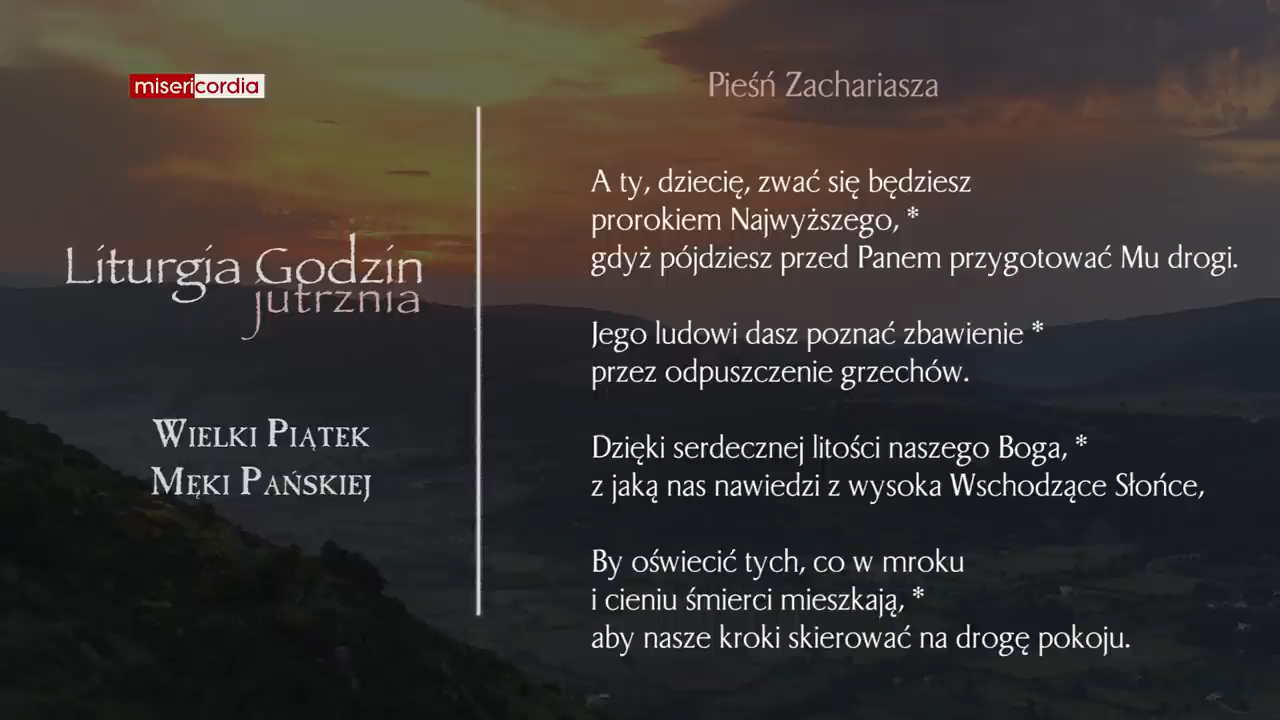 misericordia
Liturgia Godzin
jutrznia
Wielki Piątek
Męki Pańskiej
Pieśń Zachariasza
A ty, dziecię, zwać się będziesz
prorokiem Najwyższego, *
gdyż pójdziesz przed Panem przygotować Mu drogi.
Jego ludowi dasz poznać zbawienie *
przez odpuszczenie grzechów.
Dzięki serdecznej litości naszego Boga, *
z jaką nas nawiedzi z wysoka Wschodzące Słońce,
By oświecić tych, co w mroku
i cieniu śmierci mieszkają, *
aby nasze kroki skierować na drogę pokoju.